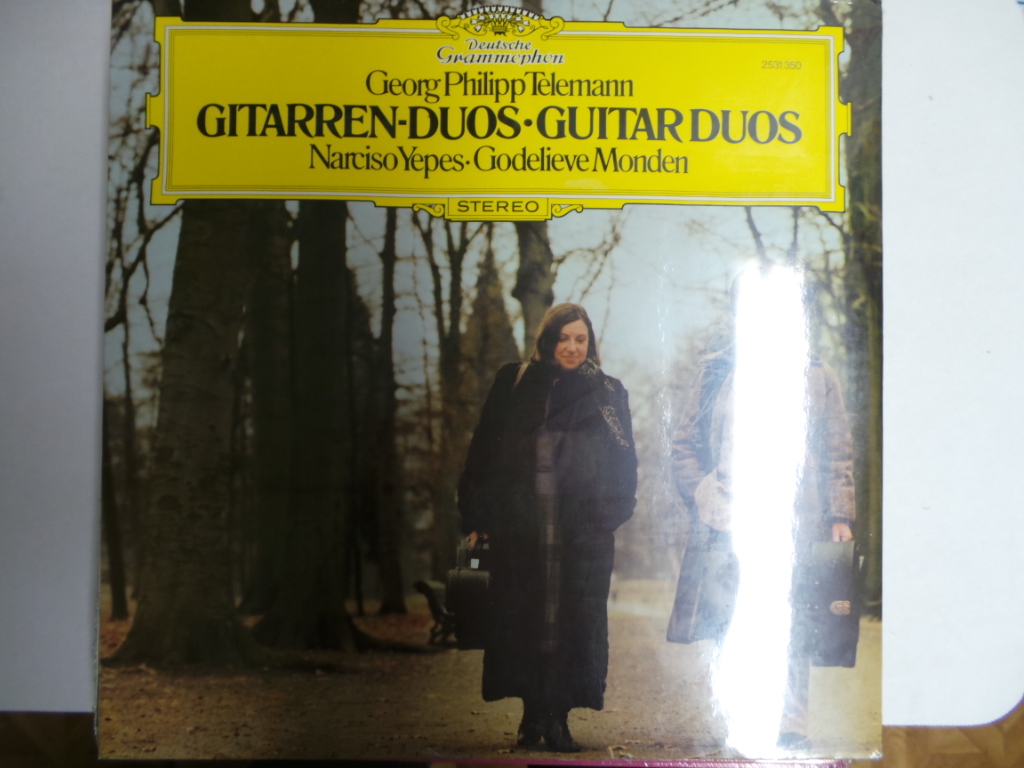 Deutsche
Grammophon
2531 350
Georg Philipp Telemann
GITARREN-DUOS · GUITAR DUOS
Narciso Yepes · Godelieve Monden
STEREO